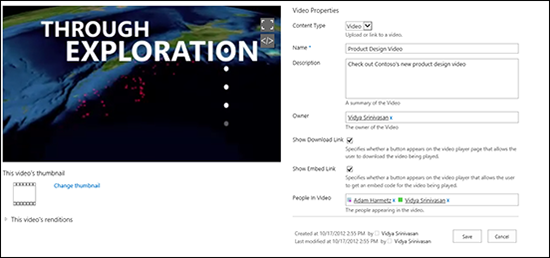 THROUGH
EXPLORATION
</>
This video's thumbnail
Change thumbnail
This video's renditions
Video Properties
Content Type
Video
Upload or link to a video.
Name *
Product Design Video
Description
Check out Contoso's new product design video
A summary of the Video
Owner
Vidya Srinivasan x
The owner of the Video
Show Download Link
Specifies whether a button appears on the video player page that allows the
user to download the video being played.
Show Embed Link
Specifies whether a button appears on the video player that allows the user
to get an embed code for the video being played.
People In Video
Adam Harmetz x Vidya Srinivasan x
The people appearing in the video.
Created at 10/17/2012 2:55 PM by Vidya Srinivasan
Last modified at 10/17/2012 2:55 PM by Vidya Srinivasan
Save
Cancel